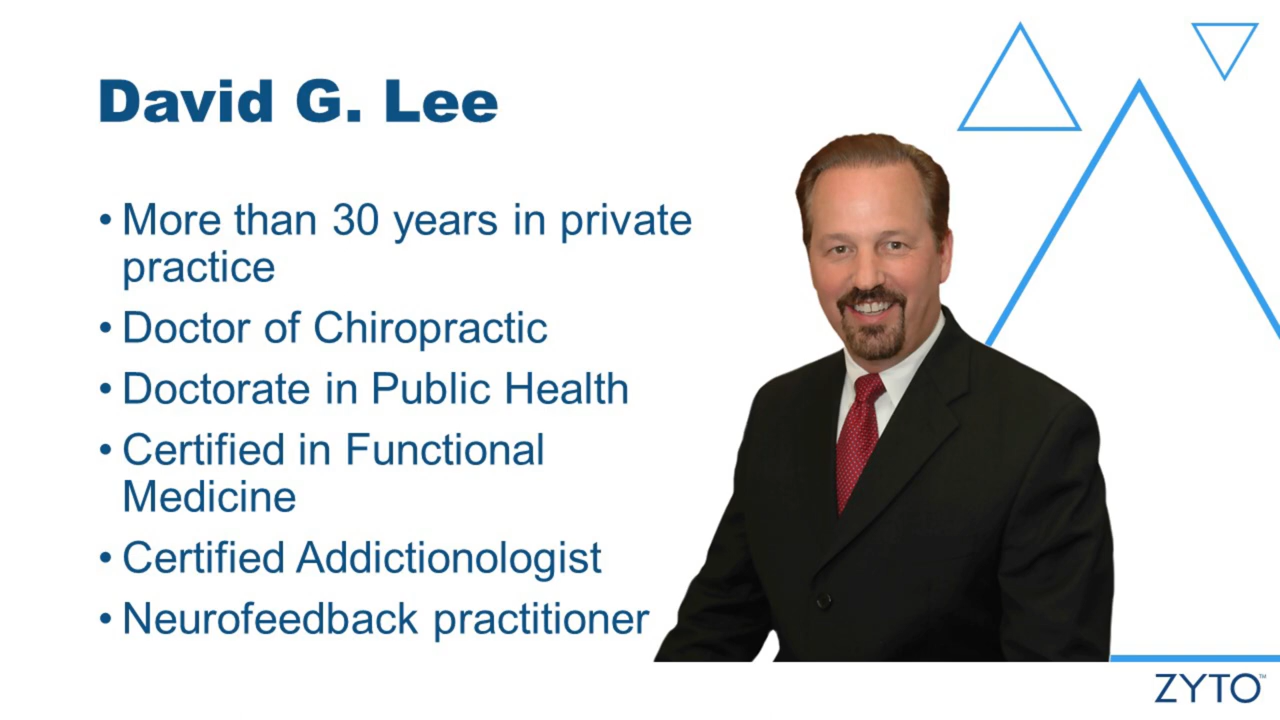 David G. Lee
• More than 30 years in private
practice
• Doctor of Chiropractic
• Doctorate in Public Health
• Certified in Functional
Medicine
• Certified Addictionologist
• Neurofeedback practitioner
ZYTO™